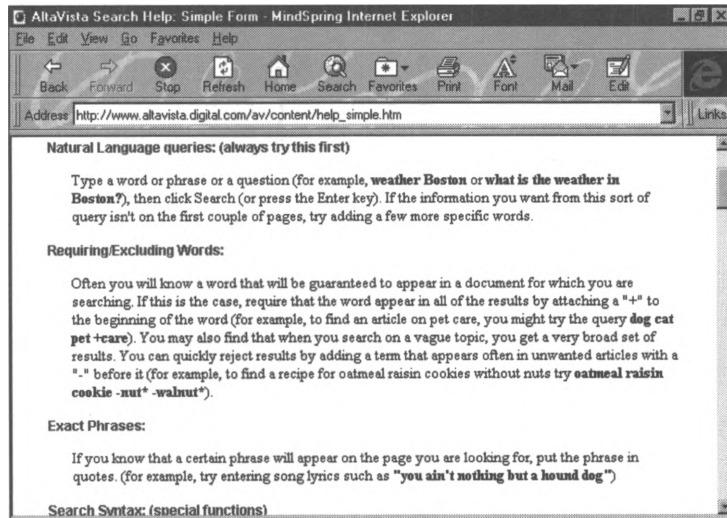 AltaVista Search Help: Simple Form - MindSpring Internet Explorer
File Edit View Go Favorites Help
Back Forward Stop Refresh Home Search Favorites Print Font Mail Edit
Address http://www.altavista.digital.com/av/content/help_simple.htm Links
Natural Language queries: (always try this first)
Type a word or phrase or a question (for example, weather Boston or what is the weather in
Boston?), then click Search (or press the Enter key). If the information you want from this sort of
query isn't on the first couple of pages, try adding a few more specific words.
Requiring/Excluding Words:
Often you will know a word that will be guaranteed to appear in a document for which you are
searching. If this is the case, require that the word appear in all of the results by attaching a "+" to
the beginning of the word (for example, to find an article on pet care, you might try the query dog cat
pet +care). You may also find that when you search on a vague topic, you get a very broad set of
results. You can quickly reject results by adding a term that appears often in unwanted articles with a
"-" before it (for example, to find a recipe for oatmeal raisin cookies without nuts try oatmeal raisin
cookie -nut* -walnut*).
Exact Phrases:
If you know that a certain phrase will appear on the page you are looking for, put the phrase in
quotes. (for example, try entering song lyrics such as "you ain't nothing but a hound dog")
Search Syntax: (special functions)